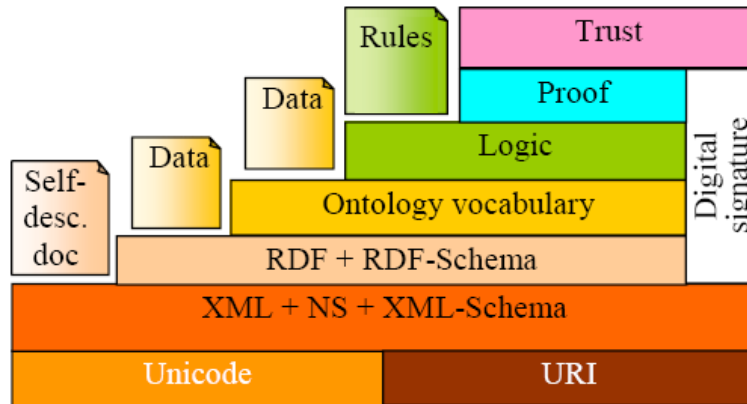 Rules
Trust
Data
Proof
Data
Logic
Self-
desc.
doc
Ontology vocabulary
Digital
signature
RDF + RDF-Schema
XML + NS + XML-Schema
Unicode
URI